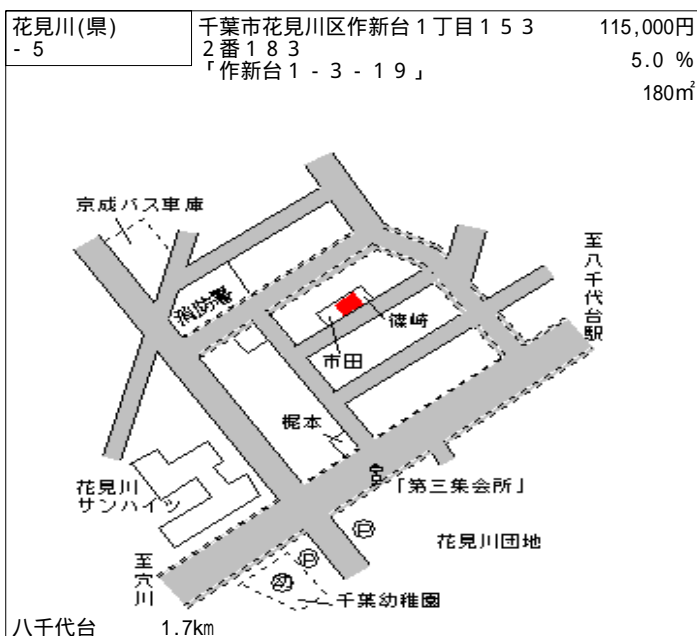 花見川(県)
- 5
千葉市花見川区作新台１丁目１５３
２番１８３
「作新台１-３-１９」
115,000円
5.0 %
180㎡
京成バス車庫
消防署
篠崎
市田
至八千代台駅
梶本
花見川
サンハイツ
「第三集会所」
花見川団地
至穴川
幼
千葉幼稚園
八千代台 1.7km